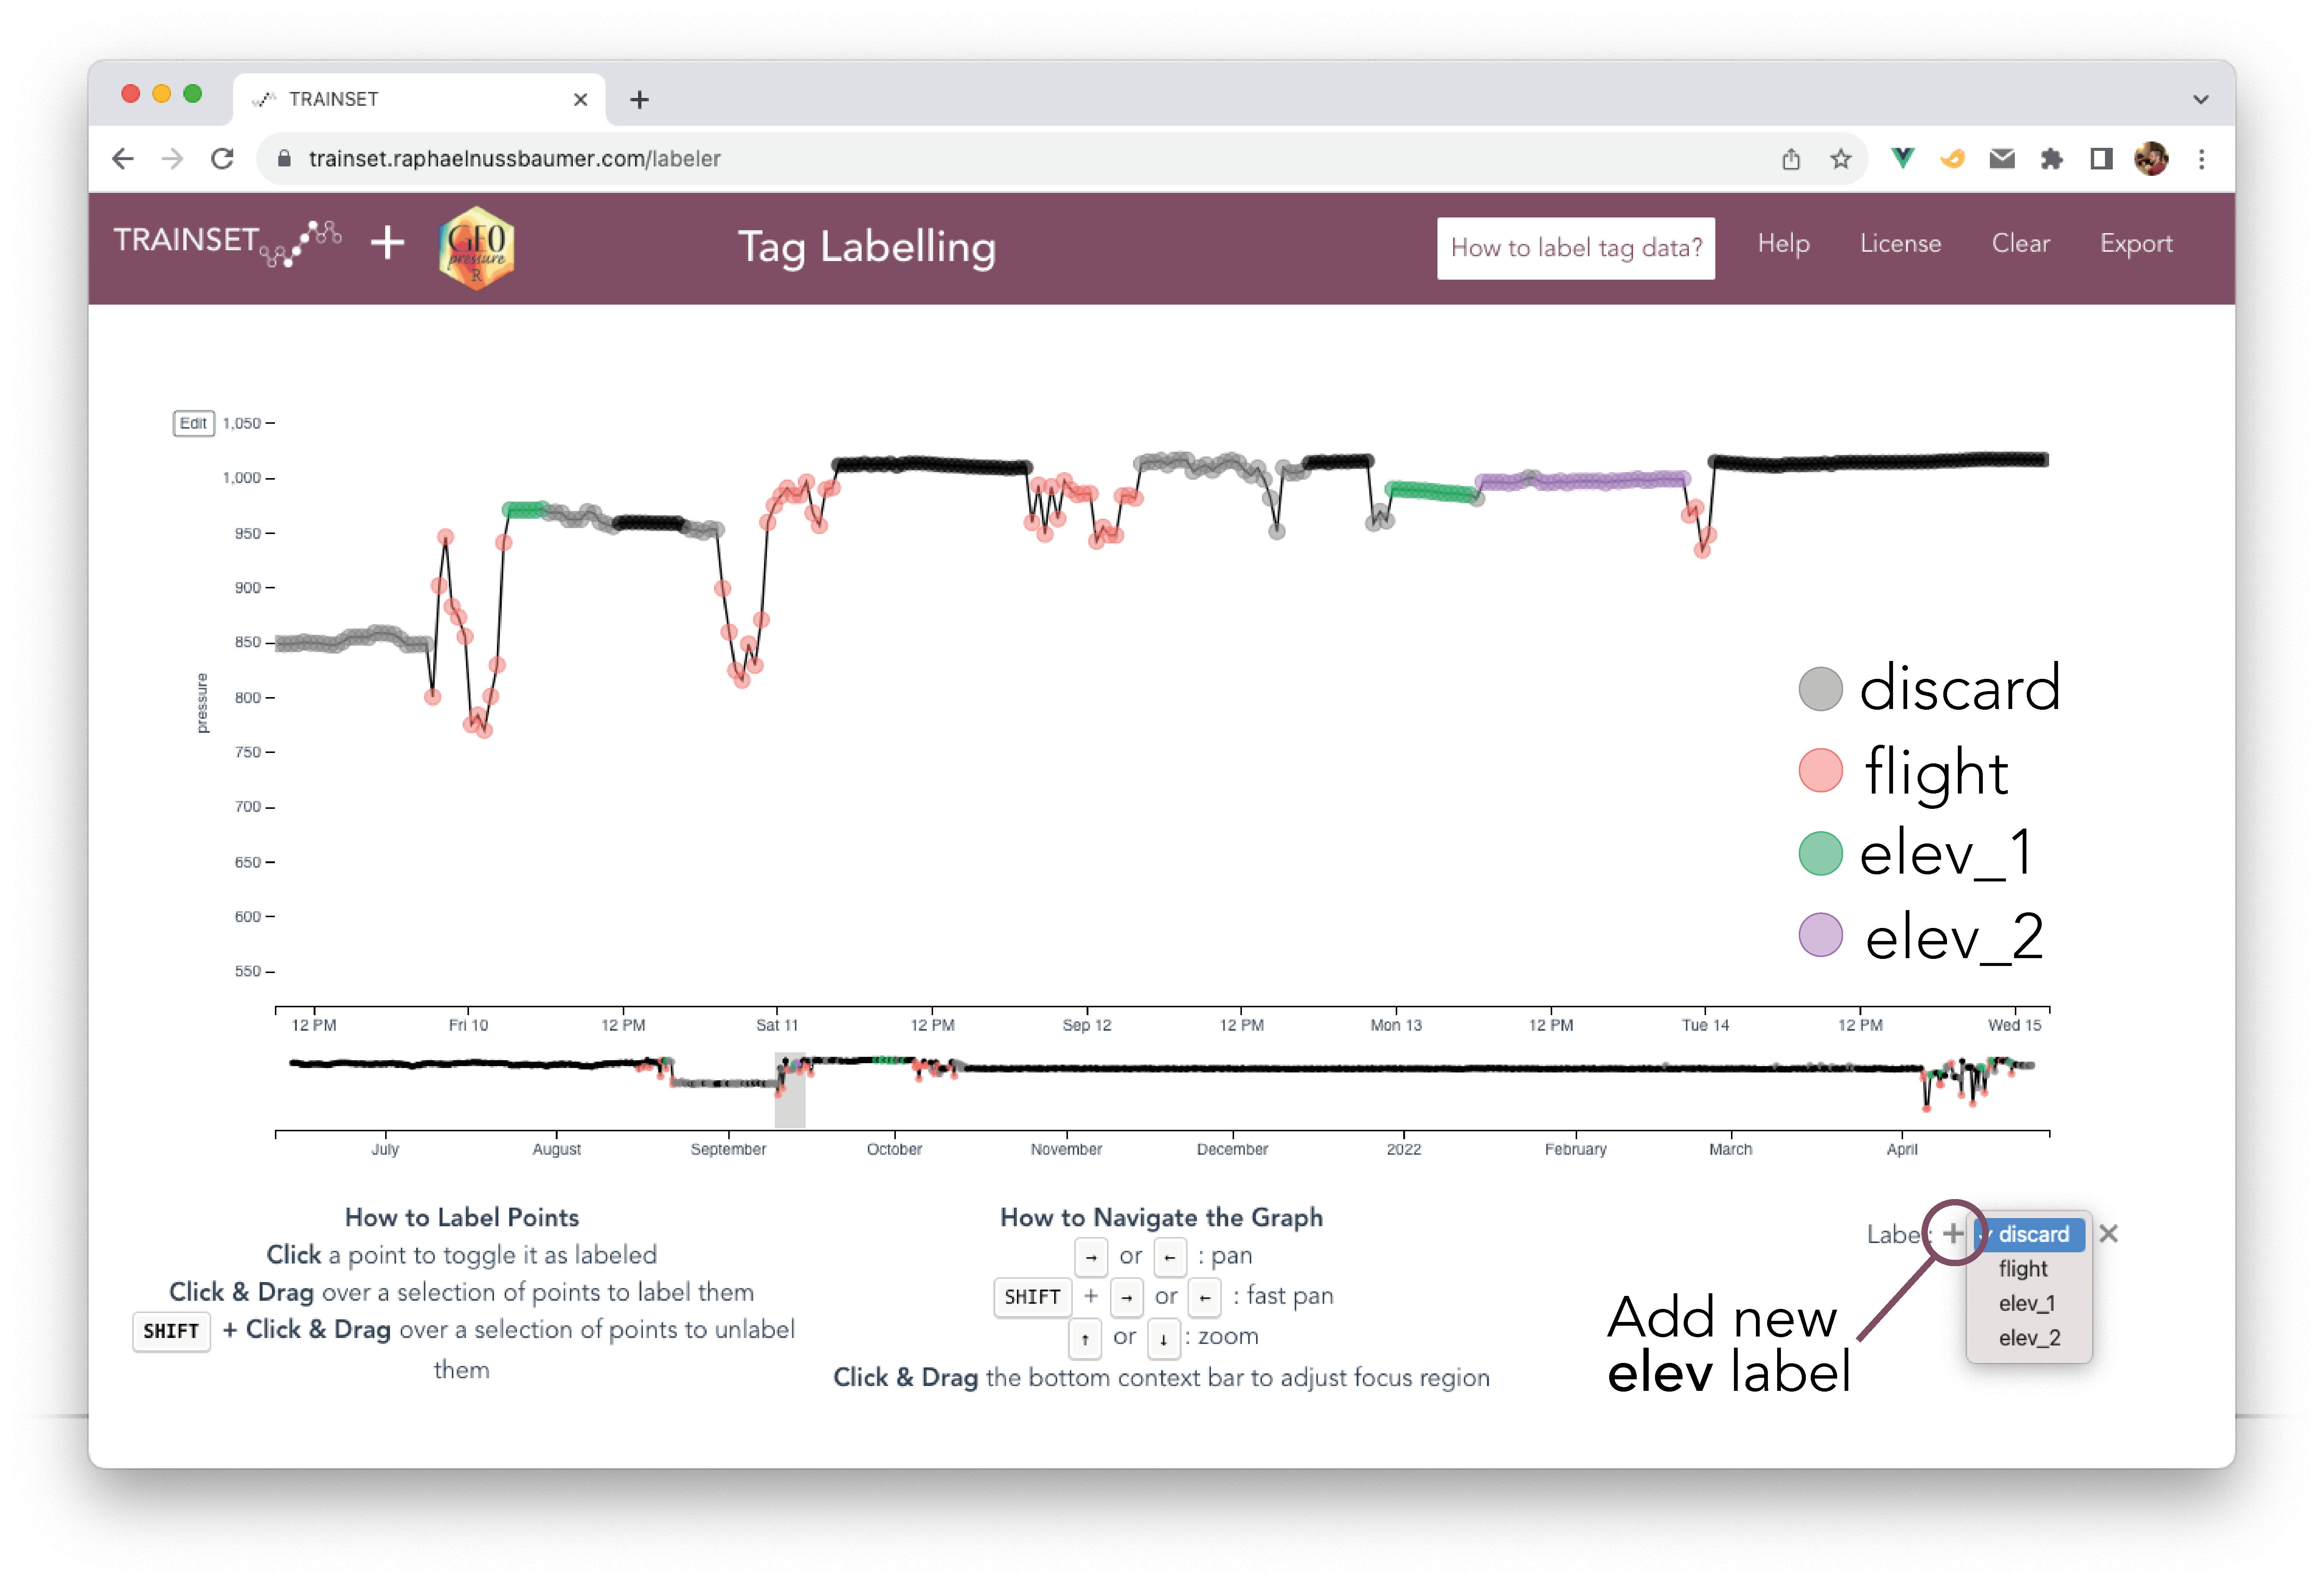 TRAINSET
trainset.raphaelnussbaumer.com/labeler
TRAINSET
GEO
pressure
R
Tag Labelling
How to label tag data?
Help
License
Clear
Export
Edit
1,050
1,000
950
900
850
800
750
700
650
600
550
pressure
discard
flight
elev_1
elev_2
12 PM
Fri 10
12 PM
Sat 11
12 PM
Sep 12
12 PM
Mon 13
12 PM
Tue 14
12 PM
Wed 15
July
August
September
October
November
December
2022
February
March
April
How to Label Points
Click a point to toggle it as labeled
Click & Drag over a selection of points to label them
SHIFT + Click & Drag over a selection of points to unlabel
them
How to Navigate the Graph
→ or ← : pan
SHIFT + → or ← : fast pan
↑ or ↓ : zoom
Click & Drag the bottom context bar to adjust focus region
Label: + ✓ discard ×
flight
elev_1
elev_2
Add new
elev label